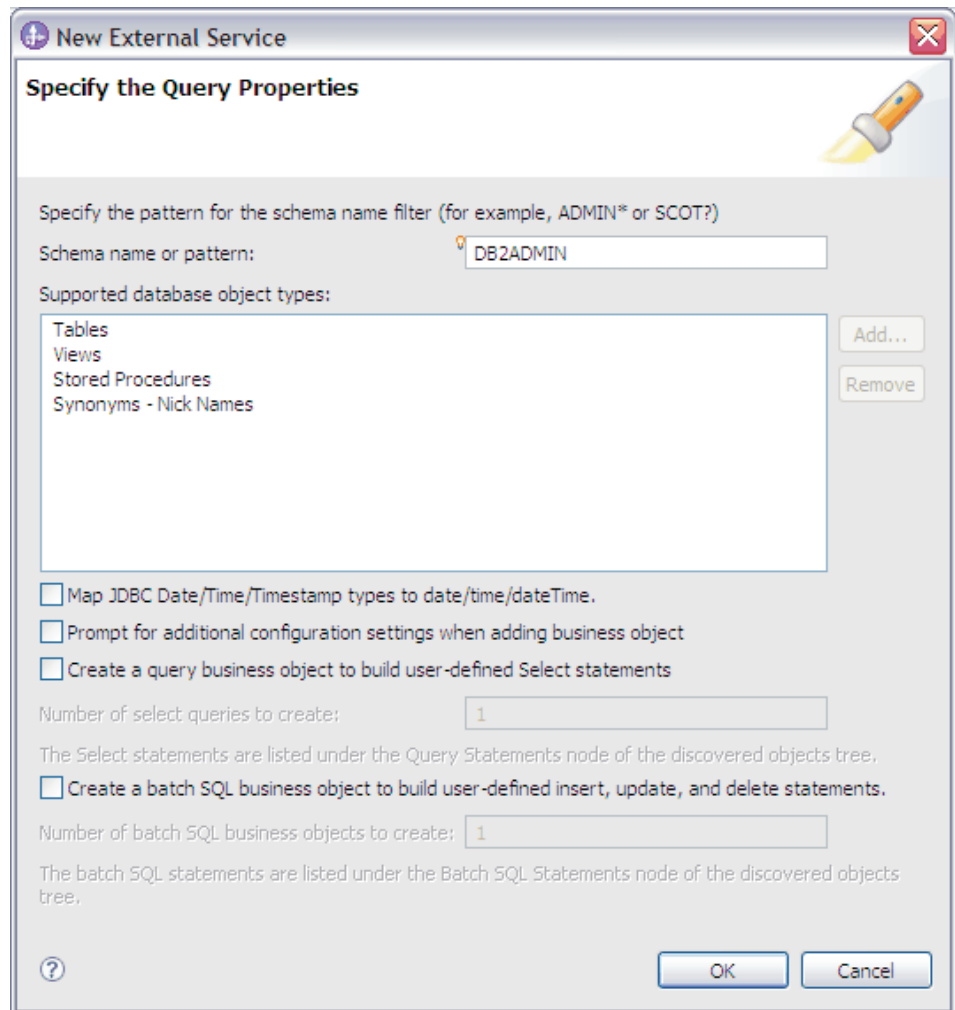 New External Service
Specify the Query Properties
Specify the pattern for the schema name filter (for example, ADMIN* or SCOT?)
Schema name or pattern: DB2ADMIN
Supported database object types:
Tables
Views
Stored Procedures
Synonyms - Nick Names
Add...
Remove
Map JDBC Date/Time/Timestamp types to date/time/dateTime.
Prompt for additional configuration settings when adding business object
Create a query business object to build user-defined Select statements
Number of select queries to create: 1
The Select statements are listed under the Query Statements node of the discovered objects tree.
Create a batch SQL business object to build user-defined insert, update, and delete statements.
Number of batch SQL business objects to create: 1
The batch SQL statements are listed under the Batch SQL Statements node of the discovered objects
tree.
?
OK Cancel